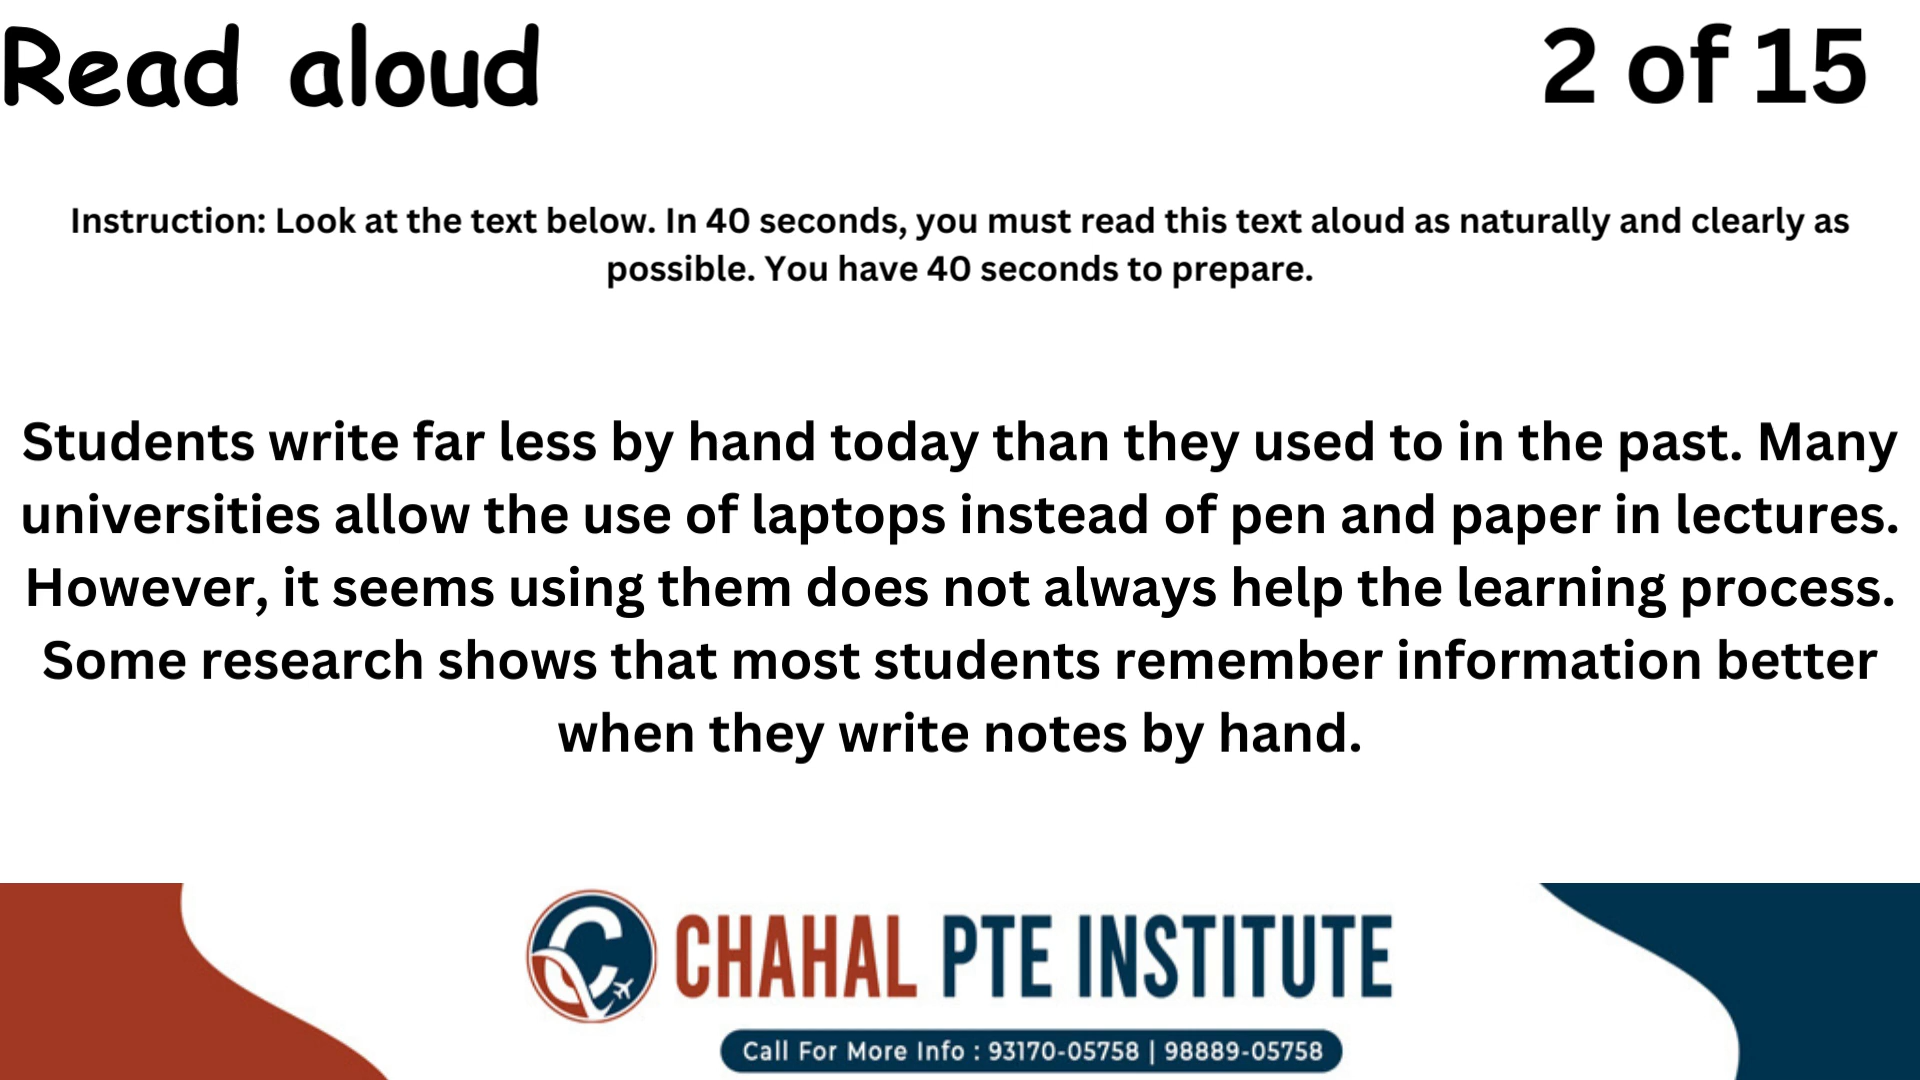 Read aloud
2 of 15
Instruction: Look at the text below. In 40 seconds, you must read this text aloud as naturally and clearly as
possible. You have 40 seconds to prepare.
Students write far less by hand today than they used to in the past. Many
universities allow the use of laptops instead of pen and paper in lectures.
However, it seems using them does not always help the learning process.
Some research shows that most students remember information better
when they write notes by hand.
CHAHAL PTE INSTITUTE
Call For More Info : 93170-05758 | 98889-05758